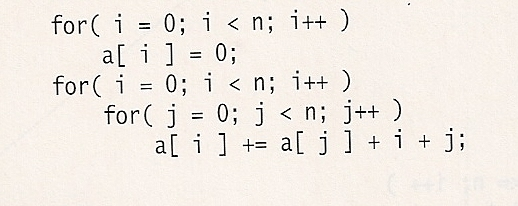 for( i = 0; i < n; i++ )
a[ i ] = 0;
for( i = 0; i < n; i++ )
for( j = 0; j < n; j++ )
a[ i ] += a[ j ] + i + j;